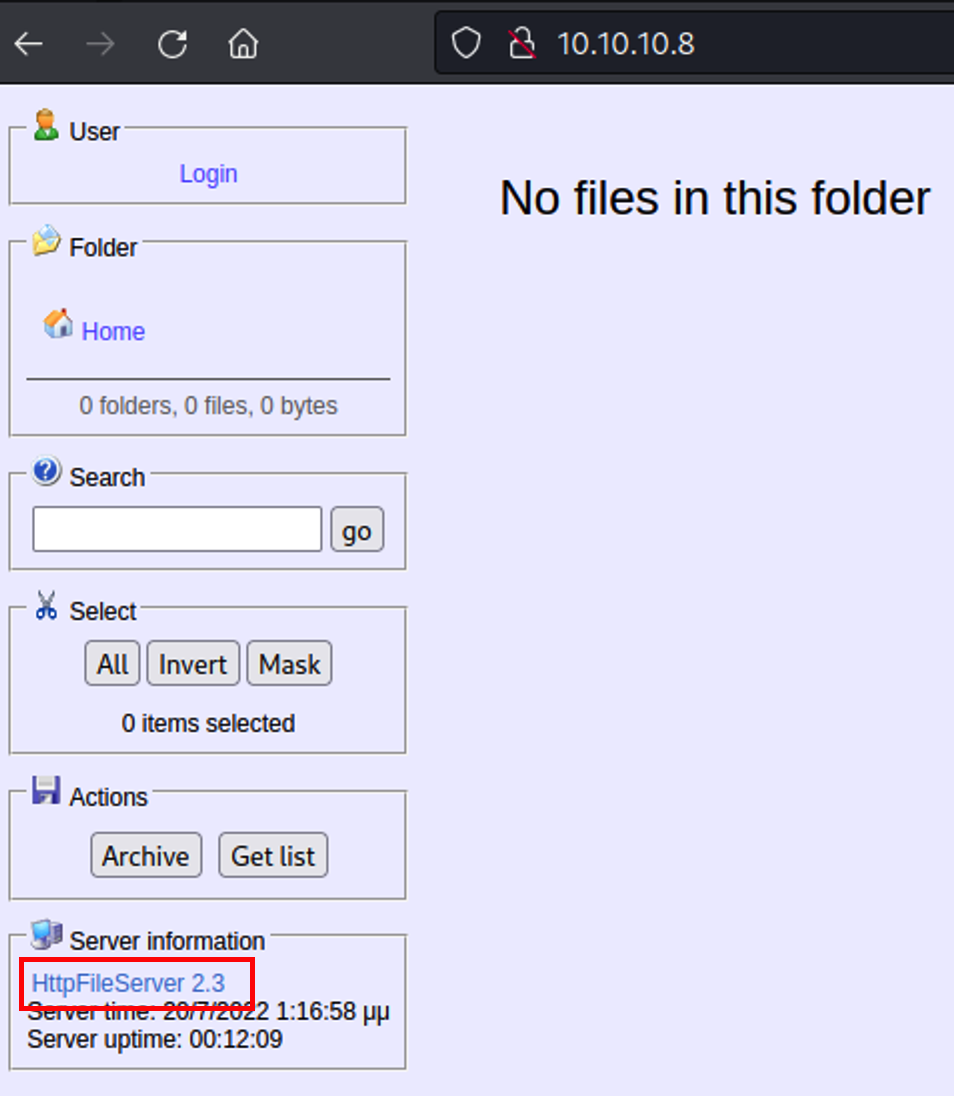 10.10.10.8
User
Login
No files in this folder
Folder
Home
0 folders, 0 files, 0 bytes
Search
go
Select
All Invert Mask
0 items selected
Actions
Archive Get list
Server information
HttpFileServer 2.3
Server time: 20/7/2022 1:16:58 μμ
Server uptime: 00:12:09